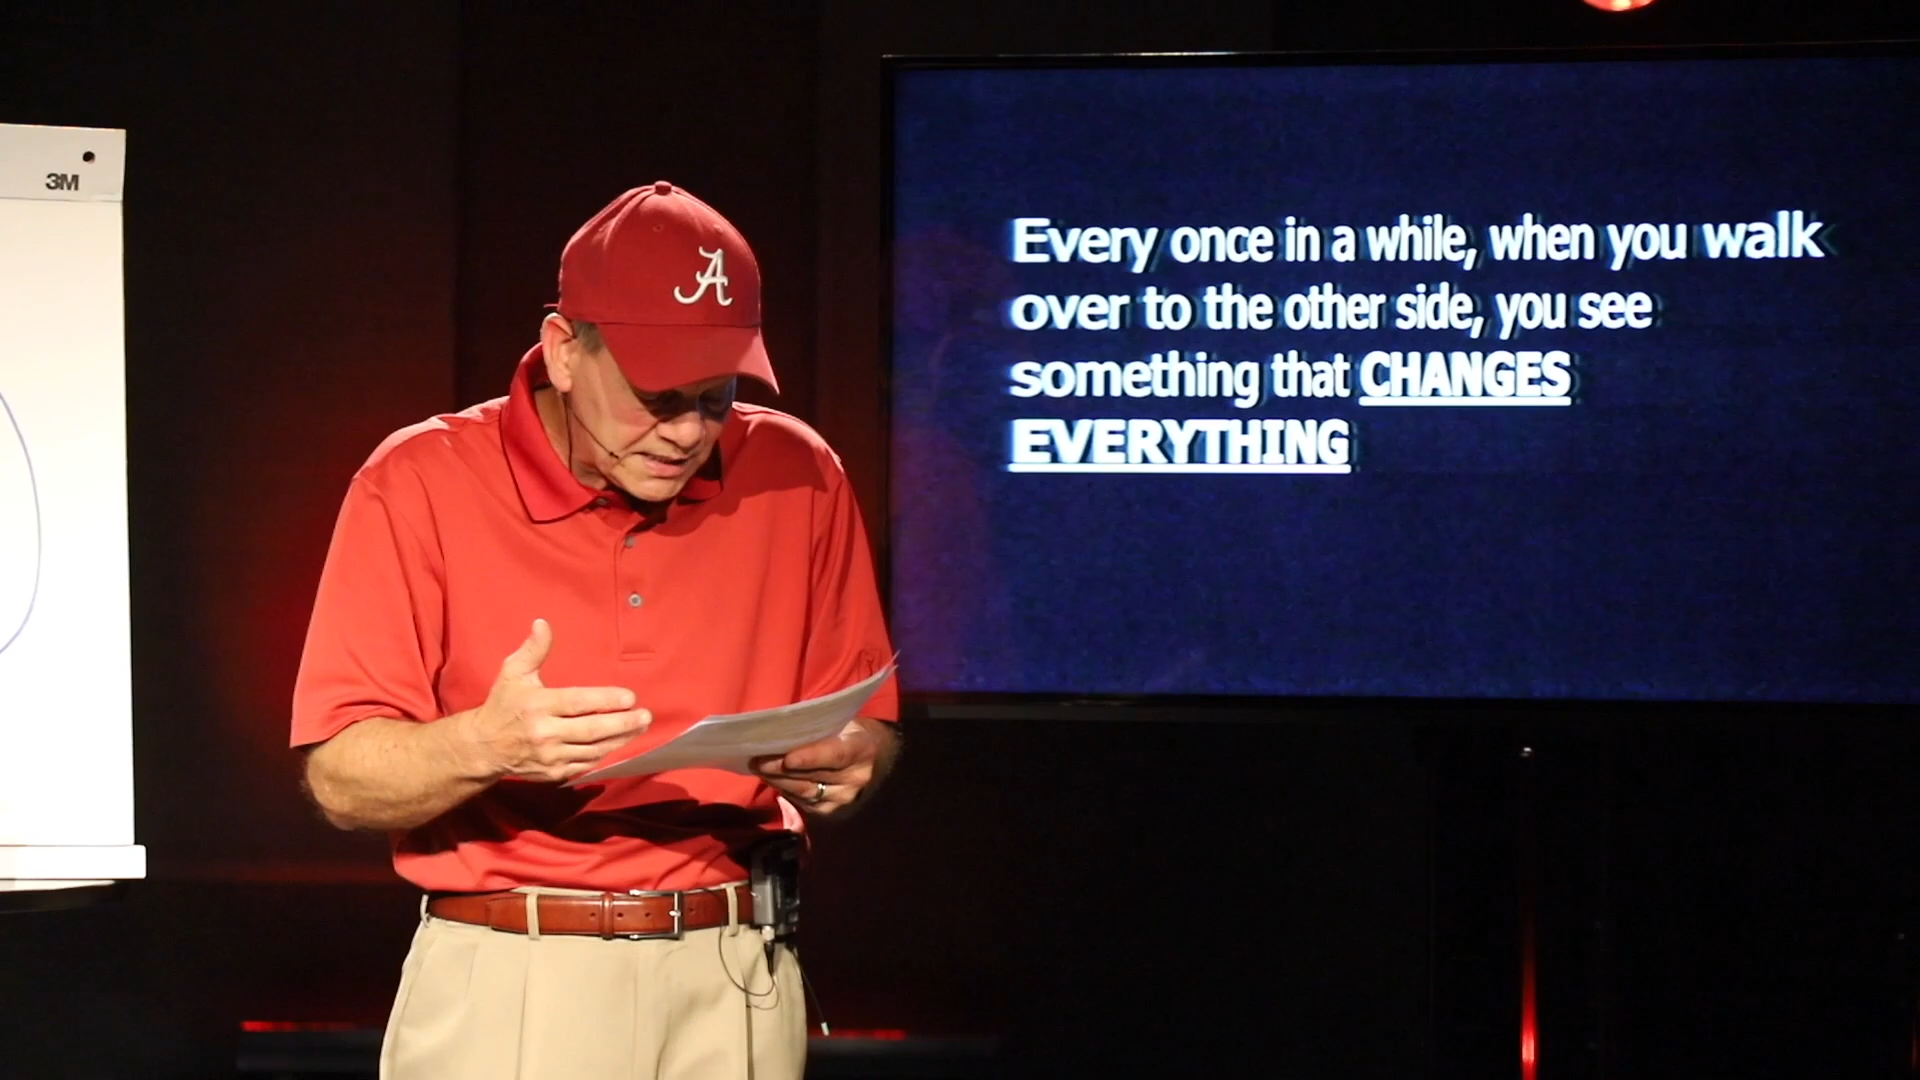 3M
A
Every once in a while, when you walk
over to the other side, you see
something that CHANGES
EVERYTHING